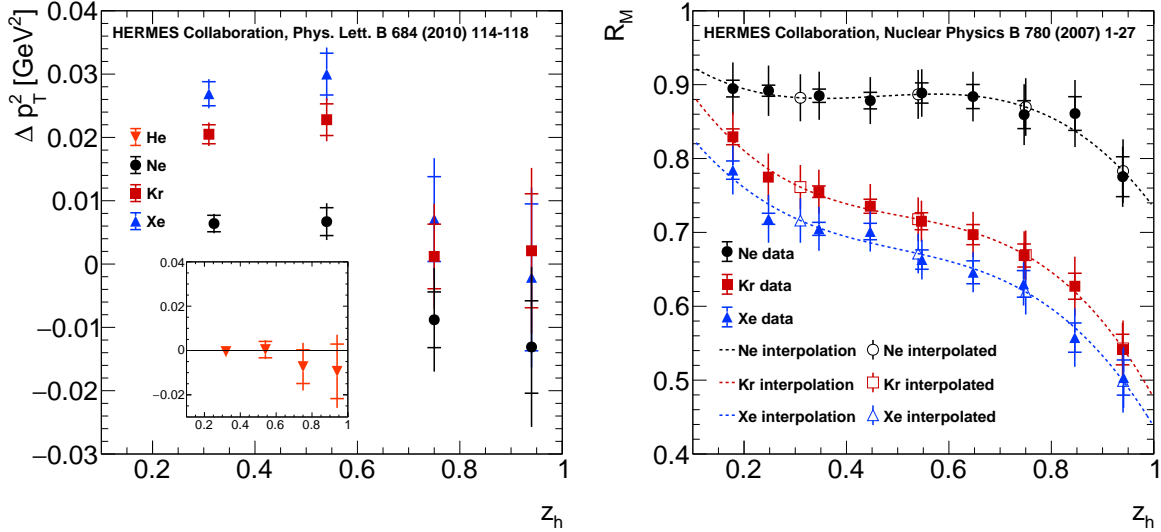 HERMES Collaboration, Phys. Lett. B 684 (2010) 114-118
Δ p_T^2 [GeV^2]
0.04
0.03
0.02
0.01
0
−0.01
−0.02
−0.03
He
Ne
Kr
Xe
0.04
0.02
0
−0.02
0.2 0.4 0.6 0.8 1
0.2 0.4 0.6 0.8 1
z_h
HERMES Collaboration, Nuclear Physics B 780 (2007) 1-27
R_M
1
0.9
0.8
0.7
0.6
0.5
0.4
Ne data
Kr data
Xe data
Ne interpolation Ne interpolated
Kr interpolation Kr interpolated
Xe interpolation Xe interpolated
0.2 0.4 0.6 0.8 1
z_h